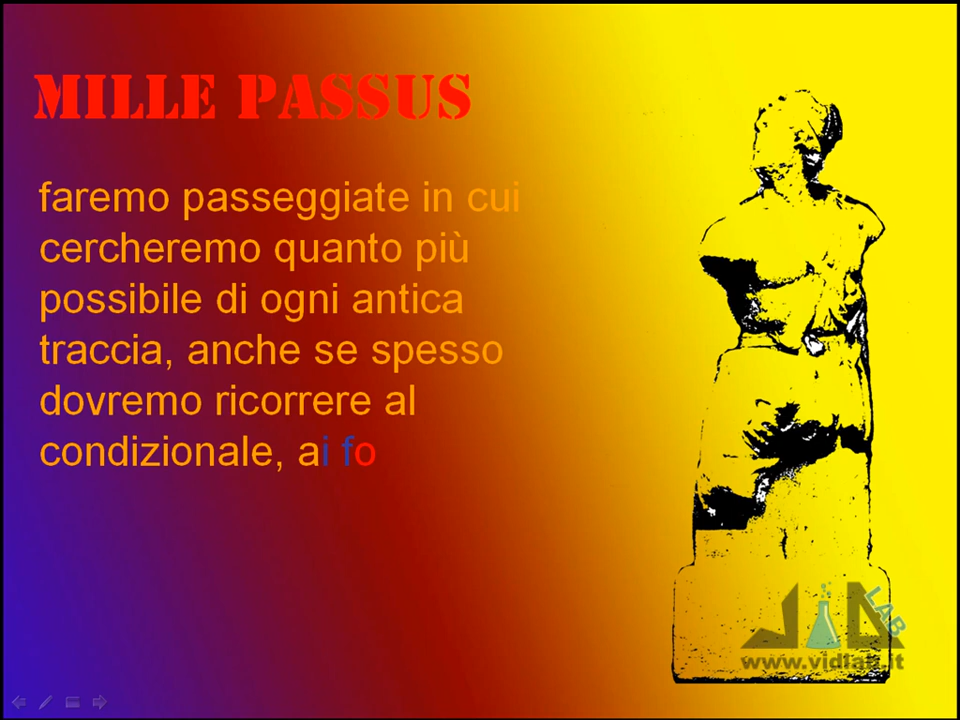 MILLE PASSUS
faremo passeggiate in cui
cercheremo quanto più
possibile di ogni antica
traccia, anche se spesso
dovremo ricorrere al
condizionale, ai fo
VID LAB
www.vidlab.it